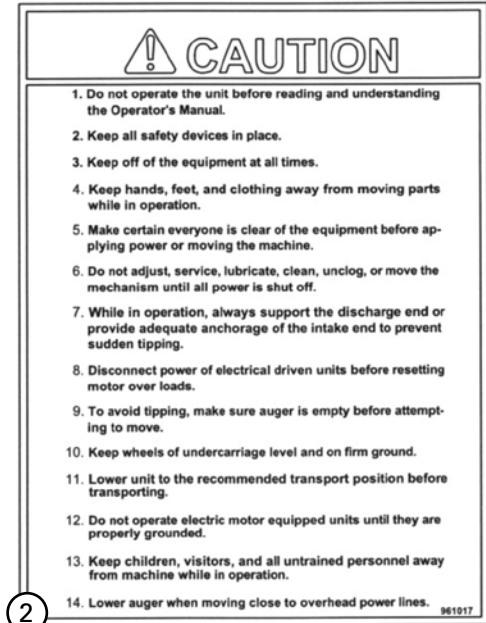 CAUTION
1. Do not operate the unit before reading and understanding
the Operator's Manual.
2. Keep all safety devices in place.
3. Keep off of the equipment at all times.
4. Keep hands, feet, and clothing away from moving parts
while in operation.
5. Make certain everyone is clear of the equipment before ap-
plying power or moving the machine.
6. Do not adjust, service, lubricate, clean, unclog, or move the
mechanism until all power is shut off.
7. While in operation, always support the discharge end or
provide adequate anchorage of the intake end to prevent
sudden tipping.
8. Disconnect power of electrical driven units before resetting
motor over loads.
9. To avoid tipping, make sure auger is empty before attempt-
ing to move.
10. Keep wheels of undercarriage level and on firm ground.
11. Lower unit to the recommended transport position before
transporting.
12. Do not operate electric motor equipped units until they are
properly grounded.
13. Keep children, visitors, and all untrained personnel away
from machine while in operation.
14. Lower auger when moving close to overhead power lines.
961017
2